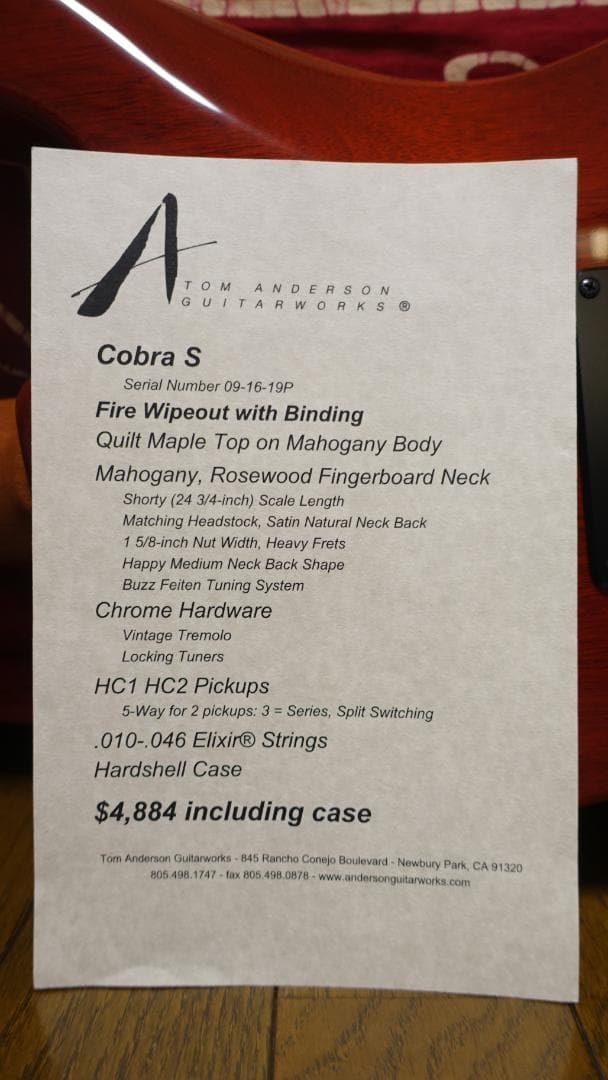 A
TOM ANDERSON
GUITARWORKS®
Cobra S
Serial Number 09-16-19P
Fire Wipeout with Binding
Quilt Maple Top on Mahogany Body
Mahogany, Rosewood Fingerboard Neck
Shorty (24 3/4-inch) Scale Length
Matching Headstock, Satin Natural Neck Back
1 5/8-inch Nut Width, Heavy Frets
Happy Medium Neck Back Shape
Buzz Feiten Tuning System
Chrome Hardware
Vintage Tremolo
Locking Tuners
HC1 HC2 Pickups
5-Way for 2 pickups: 3 = Series, Split Switching
.010-.046 Elixir® Strings
Hardshell Case
$4,884 including case
Tom Anderson Guitarworks - 845 Rancho Conejo Boulevard - Newbury Park, CA 91320
805.498.1747 - fax 805.498.0878 - www.andersonguitarworks.com